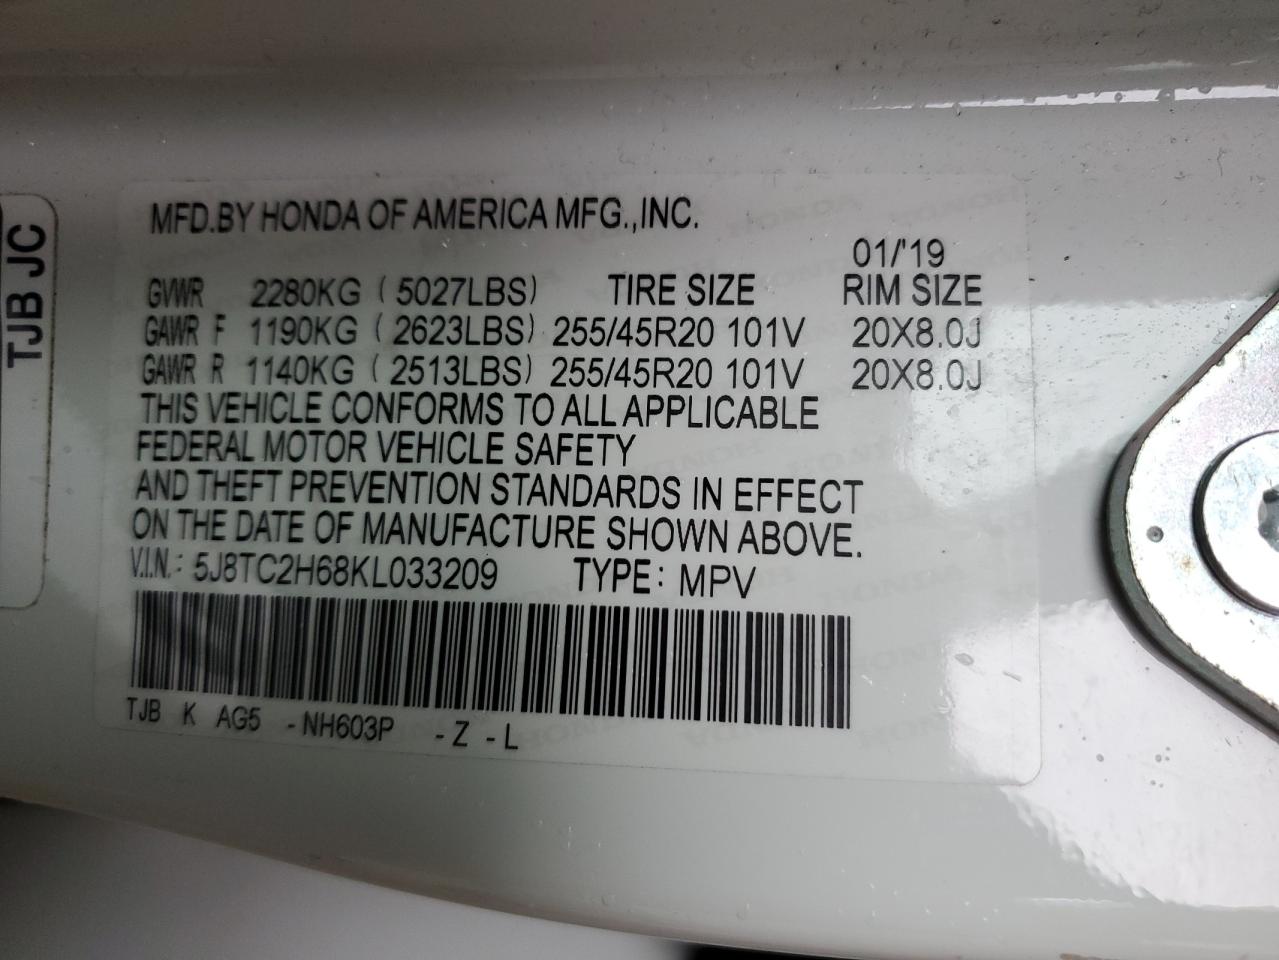 TJB JC
MFD.BY HONDA OF AMERICA MFG.,INC.
01/'19
GVWR 2280KG ( 5027LBS) TIRE SIZE RIM SIZE
GAWR F 1190KG ( 2623LBS) 255/45R20 101V 20X8.0J
GAWR R 1140KG ( 2513LBS) 255/45R20 101V 20X8.0J
THIS VEHICLE CONFORMS TO ALL APPLICABLE
FEDERAL MOTOR VEHICLE SAFETY
AND THEFT PREVENTION STANDARDS IN EFFECT
ON THE DATE OF MANUFACTURE SHOWN ABOVE.
V.I.N.: 5J8TC2H68KL033209 TYPE: MPV
TJB K AG5 -NH603P -Z -L